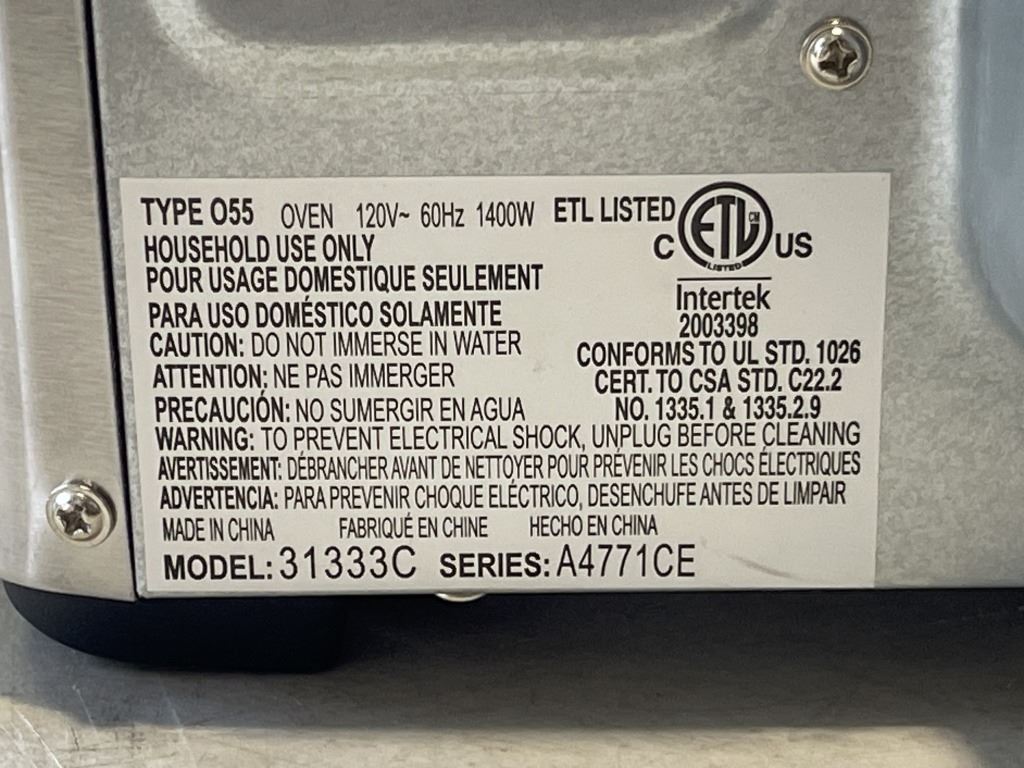 TYPE O55 OVEN 120V~ 60Hz 1400W ETL LISTED
HOUSEHOLD USE ONLY
POUR USAGE DOMESTIQUE SEULEMENT
PARA USO DOMÉSTICO SOLAMENTE
CAUTION: DO NOT IMMERSE IN WATER
ATTENTION: NE PAS IMMERGER
PRECAUCIÓN: NO SUMERGIR EN AGUA
C ETL CM US
LISTED
Intertek
2003398
CONFORMS TO UL STD. 1026
CERT. TO CSA STD. C22.2
NO. 1335.1 & 1335.2.9
WARNING: TO PREVENT ELECTRICAL SHOCK, UNPLUG BEFORE CLEANING
AVERTISSEMENT: DÉBRANCHER AVANT DE NETTOYER POUR PRÉVENIR LES CHOCS ÉLECTRIQUES
ADVERTENCIA: PARA PREVENIR CHOQUE ELÉCTRICO, DESENCHUFE ANTES DE LIMPAIR
MADE IN CHINA FABRIQUÉ EN CHINE HECHO EN CHINA
MODEL: 31333C SERIES: A4771CE